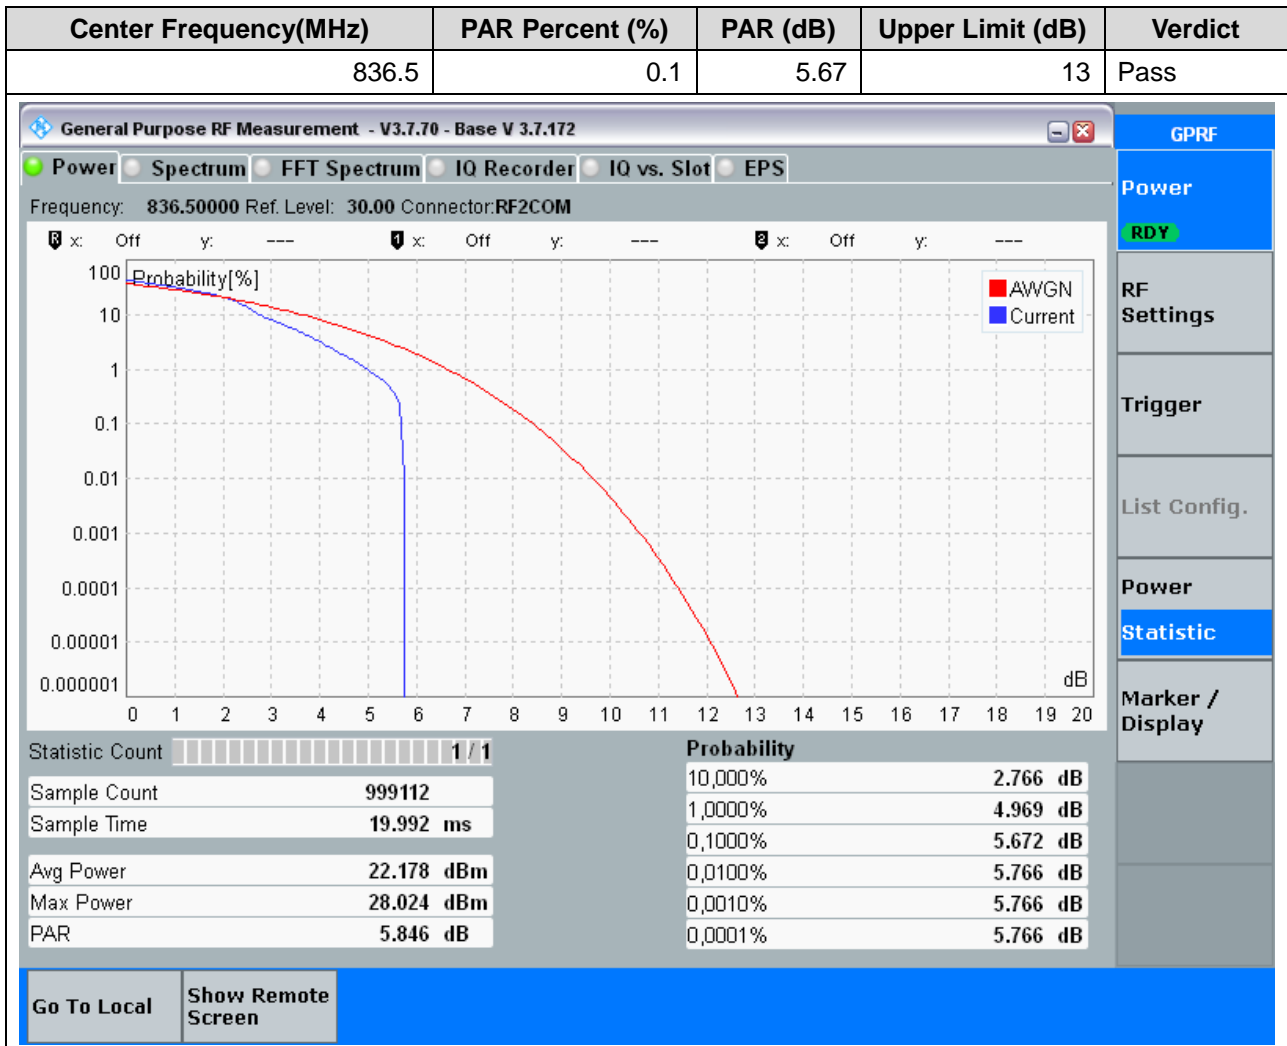 Center Frequency(MHz) PAR Percent (%) PAR (dB) Upper Limit (dB) Verdict
836.5 0.1 5.67 13 Pass
General Purpose RF Measurement - V3.7.70 - Base V 3.7.172
GPRF
Power Spectrum FFT Spectrum IQ Recorder IQ vs. Slot EPS
Frequency: 836.50000 Ref. Level: 30.00 Connector:RF2COM
R x: Off y: --- 1 x: Off y: --- 2 x: Off y: ---
Power
RDY
RF
Settings
Trigger
List Config.
Power
Statistic
Marker /
Display
Probability[%]
AWGN
Current
100
10
1
0.1
0.01
0.001
0.0001
0.00001
0.000001
dB
0 1 2 3 4 5 6 7 8 9 10 11 12 13 14 15 16 17 18 19 20
Statistic Count 1 / 1
Sample Count 999112
Sample Time 19.992 ms
Avg Power 22.178 dBm
Max Power 28.024 dBm
PAR 5.846 dB
Probability
10,000% 2.766 dB
1,0000% 4.969 dB
0,1000% 5.672 dB
0,0100% 5.766 dB
0,0010% 5.766 dB
0,0001% 5.766 dB
Go To Local
Show Remote
Screen